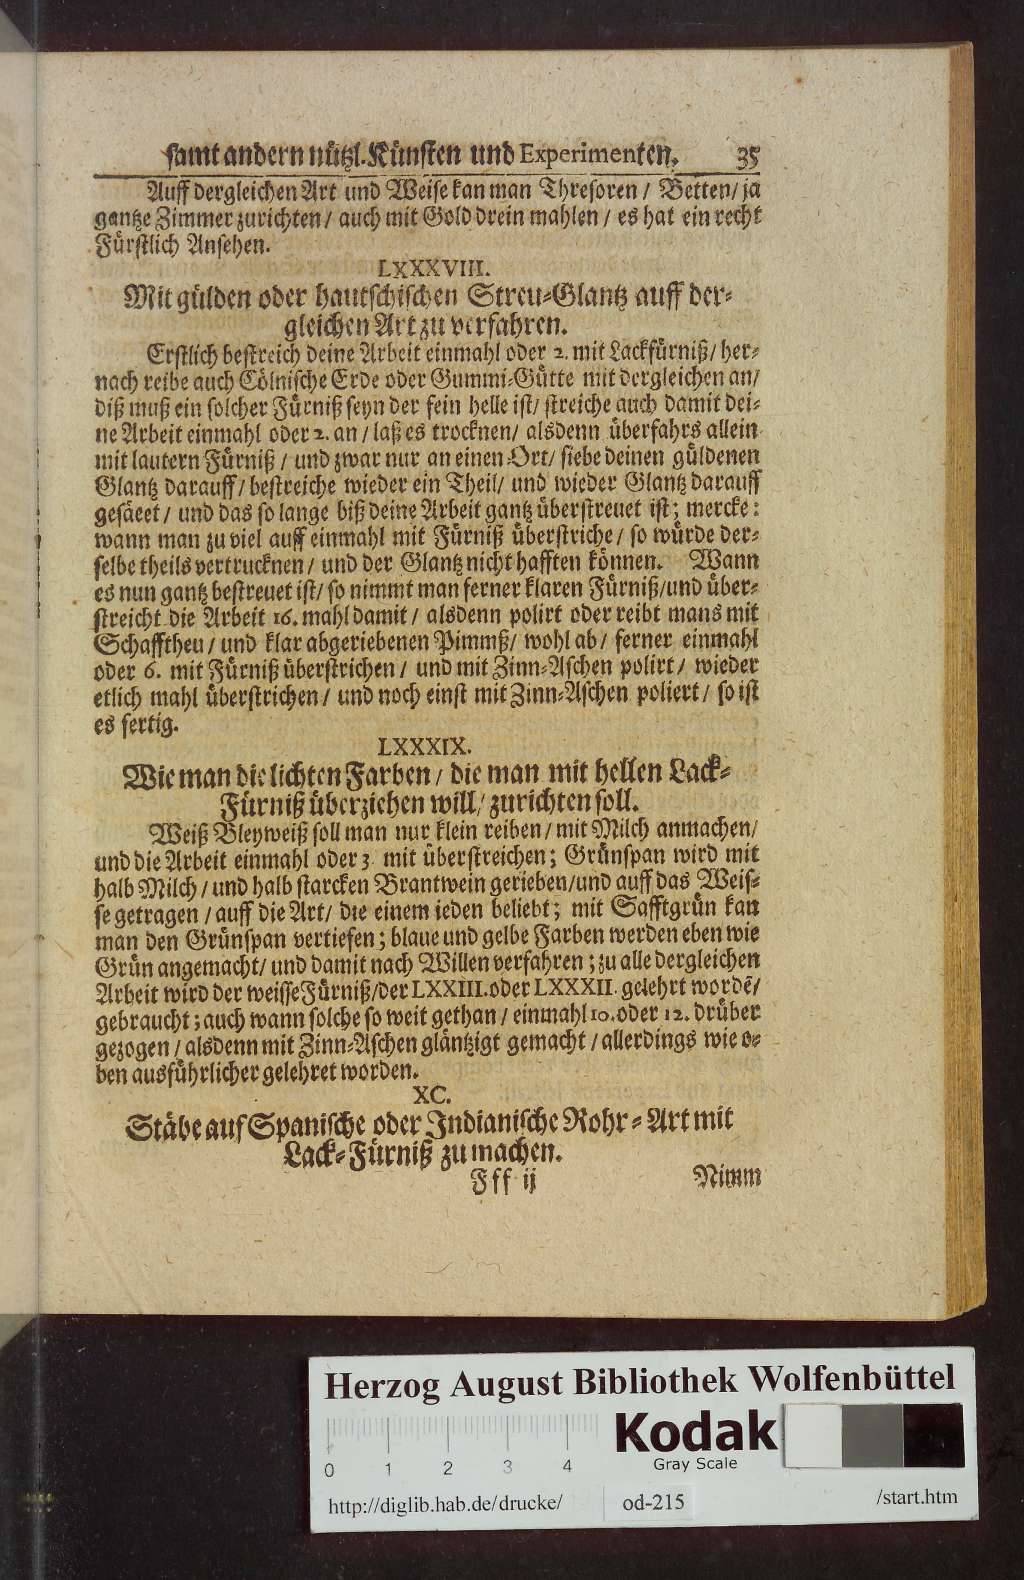 samt andern nützl. Künsten und Experimenten. 35
Auff dergleichen Art und Weise kan man Thresoren / Betten / ja
gantze Zimmer zurichten / auch mit Gold drein mahlen / es hat ein recht
Fürstlich Ansehen.
LXXXVIII.
Mit gülden oder hautschischen Streu-Glantz auff der-
gleichen Art zu verfahren.
Erstlich bestreich deine Arbeit einmahl oder 2. mit Lackfürniß / her-
nach reibe auch Cölnische Erde oder Gummi-Gütte mit dergleichen an /
diß muß ein solcher Fürniß seyn der fein helle ist / streiche auch damit dei-
ne Arbeit einmahl oder 2. an / laß es trocknen / alsdenn überfahrs allein
mit lautern Fürniß / und zwar nur an einen Ort / siebe deinen güldenen
Glantz darauff / bestreiche wieder ein Theil / und wieder Glantz darauff
gesäeet / und das so lange biß deine Arbeit gantz überstreuet ist; mercke:
wann man zu viel auff einmahl mit Fürniß überstriche / so würde der-
selbe theils vertrucknen / und der Glantz nicht hafften können. Wann
es nun gantz bestreuet ist / so nimmt man ferner klaren Fürniß / und über-
streicht die Arbeit 16. mahl damit / alsdenn polirt oder reibt mans mit
Schafftheu / und klar abgeriebenen Pimmß / wohl ab / ferner einmahl
oder 6. mit Fürniß überstrichen / und mit Zinn-Aschen polirt / wieder
etlich mahl überstrichen / und noch einst mit Zinn-Aschen poliert / so ist
es fertig.
LXXXIX.
Wie man die lichten Farben / die man mit hellen Lack-
Fürniß überziehen will / zurichten soll.
Weiß Bleyweiß soll man nur klein reiben / mit Milch anmachen /
und die Arbeit einmahl oder 3 mit überstreichen; Grünspan wird mit
halb Milch / und halb starcken Brantwein gerieben / und auff das Weis-
se getragen / auff die Art / die einem ieden beliebt; mit Safftgrün kan
man den Grünspan vertiefen; blaue und gelbe Farben werden eben wie
Grün angemacht / und damit nach Willen verfahren; zu alle dergleichen
Arbeit wird der weisse Fürniß / der LXXIII. oder LXXXII. gelehrt wordẽ /
gebraucht; auch wann solche so weit gethan / einmahl 10. oder 12. drüber
gezogen / alsdenn mit Zinn-Aschen gläntzigt gemacht / allerdings wie o-
ben ausführlicher gelehret worden.
XC.
Stäbe auf Spanische oder Indianische Rohr-Art mit
Lack-Fürniß zu machen.
Fff ij Nimm
Herzog August Bibliothek Wolfenbüttel
Kodak
Gray Scale
0 1 2 3 4
http://diglib.hab.de/drucke/ od-215 /start.htm